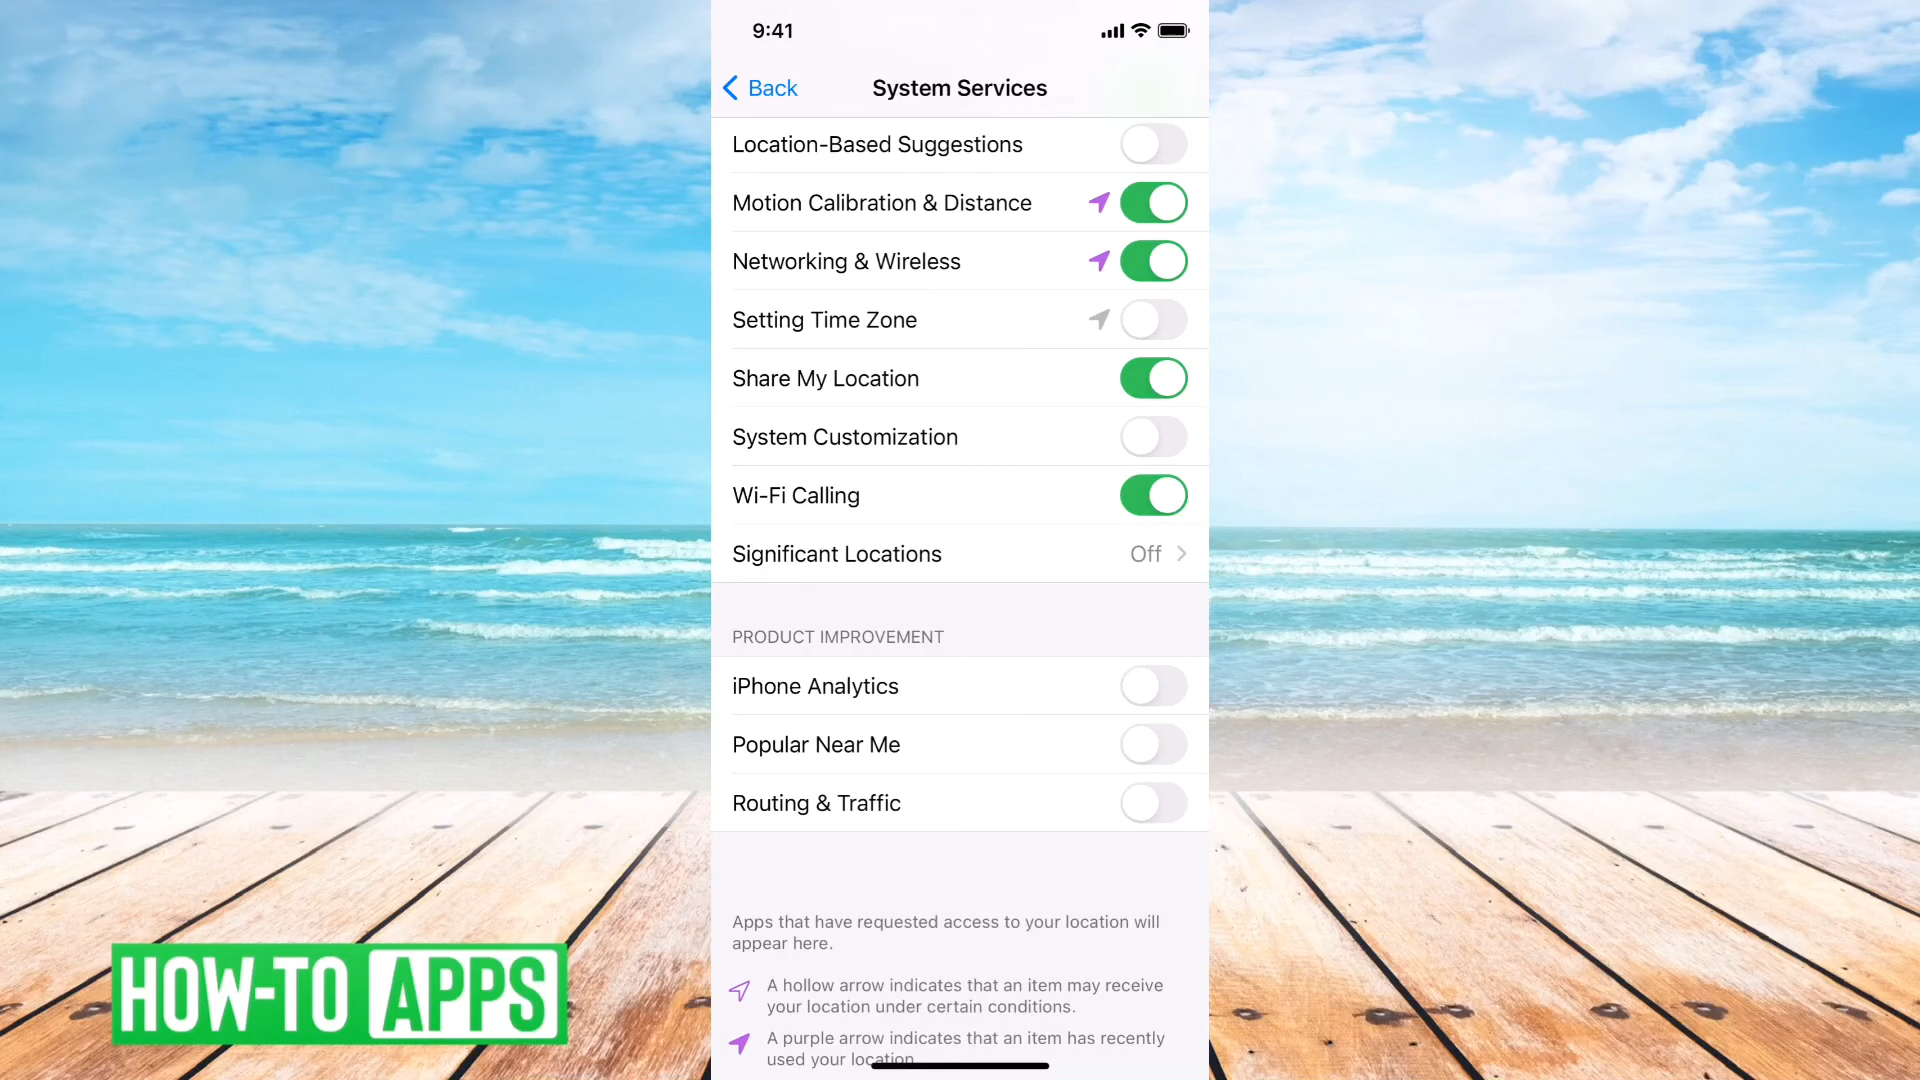 9:41
Back
System Services
Location-Based Suggestions
Motion Calibration & Distance
Networking & Wireless
Setting Time Zone
Share My Location
System Customization
Wi-Fi Calling
Significant Locations Off
PRODUCT IMPROVEMENT
iPhone Analytics
Popular Near Me
Routing & Traffic
Apps that have requested access to your location will
appear here.
A hollow arrow indicates that an item may receive
your location under certain conditions.
A purple arrow indicates that an item has recently
used your location.
HOW-TO APPS